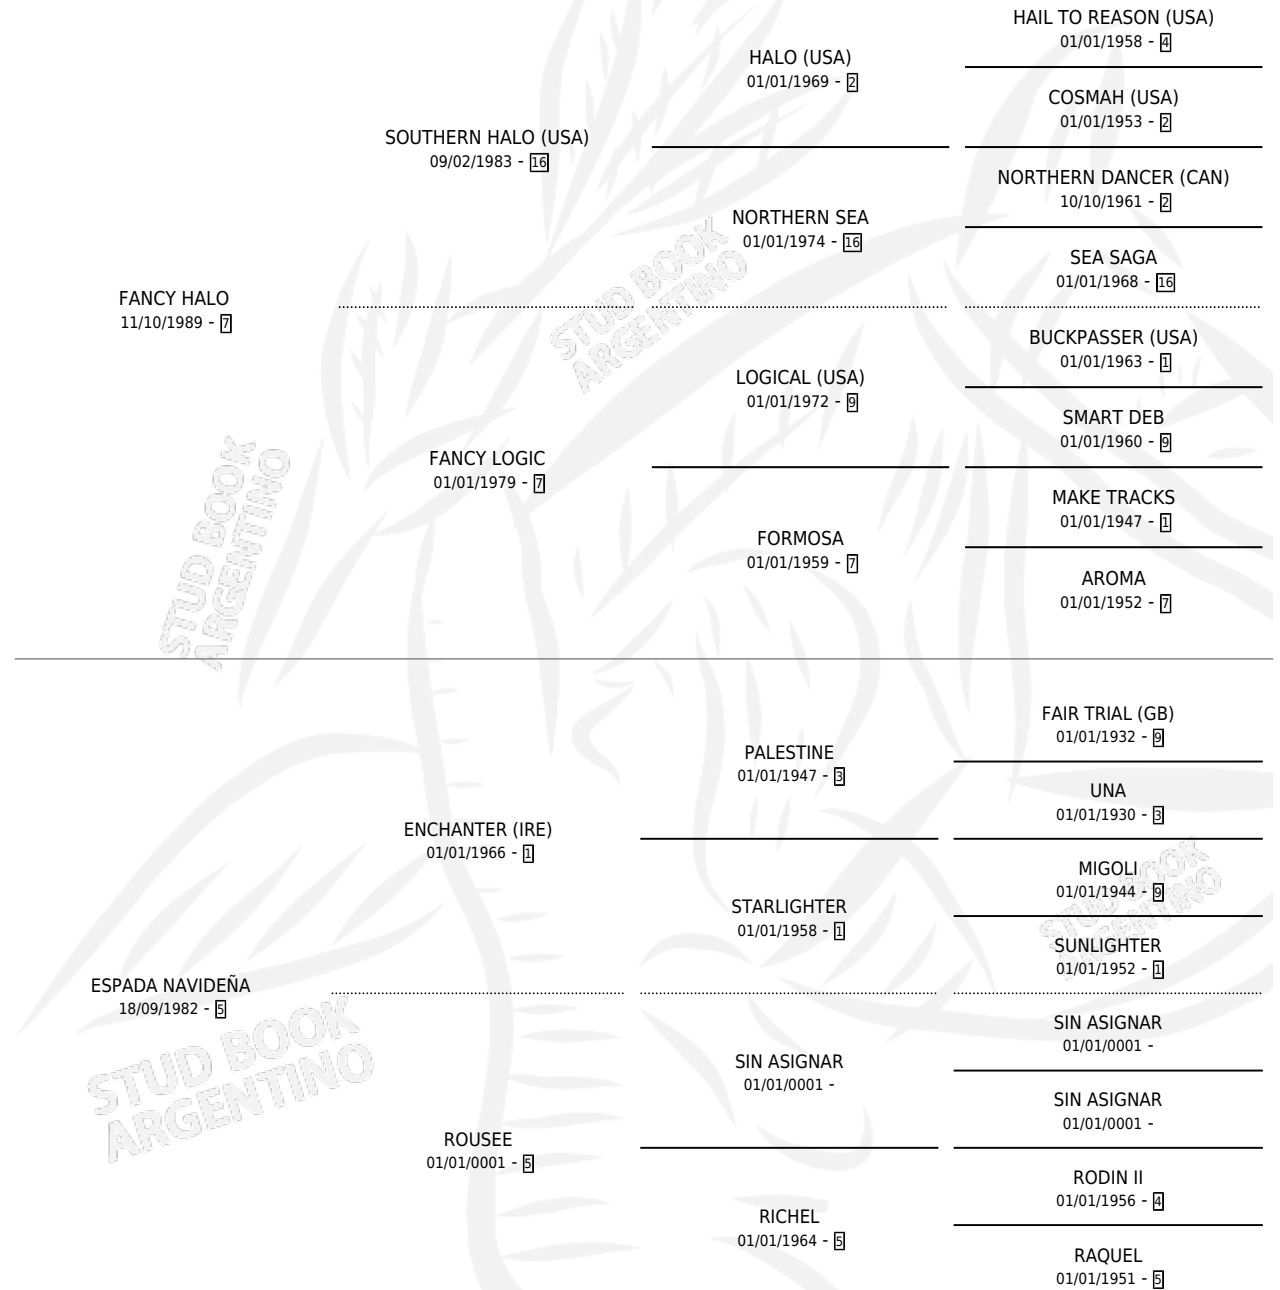 HAIL TO REASON (USA)
01/01/1958 - 4
HALO (USA)
01/01/1969 - 2
COSMAH (USA)
01/01/1953 - 2
SOUTHERN HALO (USA)
09/02/1983 - 16
NORTHERN DANCER (CAN)
10/10/1961 - 2
NORTHERN SEA
01/01/1974 - 16
SEA SAGA
01/01/1968 - 16
FANCY HALO
11/10/1989 - 7
STUD BOOK
ARGENTINO
BUCKPASSER (USA)
01/01/1963 - 1
LOGICAL (USA)
01/01/1972 - 9
SMART DEB
01/01/1960 - 9
FANCY LOGIC
01/01/1979 - 7
MAKE TRACKS
01/01/1947 - 1
FORMOSA
01/01/1959 - 7
AROMA
01/01/1952 - 7
STUD BOOK
ARGENTINO
FAIR TRIAL (GB)
01/01/1932 - 9
PALESTINE
01/01/1947 - 3
UNA
01/01/1930 - 3
ENCHANTER (IRE)
01/01/1966 - 1
MIGOLI
01/01/1944 - 9
STARLIGHTER
01/01/1958 - 1
STUD BOOK
ARGENTINO
SUNLIGHTER
01/01/1952 - 1
ESPADA NAVIDEÑA
18/09/1982 - 5
SIN ASIGNAR
01/01/0001 -
SIN ASIGNAR
01/01/0001 -
SIN ASIGNAR
01/01/0001 -
STUD BOOK
ARGENTINO
ROUSEE
01/01/0001 - 5
RODIN II
01/01/1956 - 4
RICHEL
01/01/1964 - 5
RAQUEL
01/01/1951 - 5